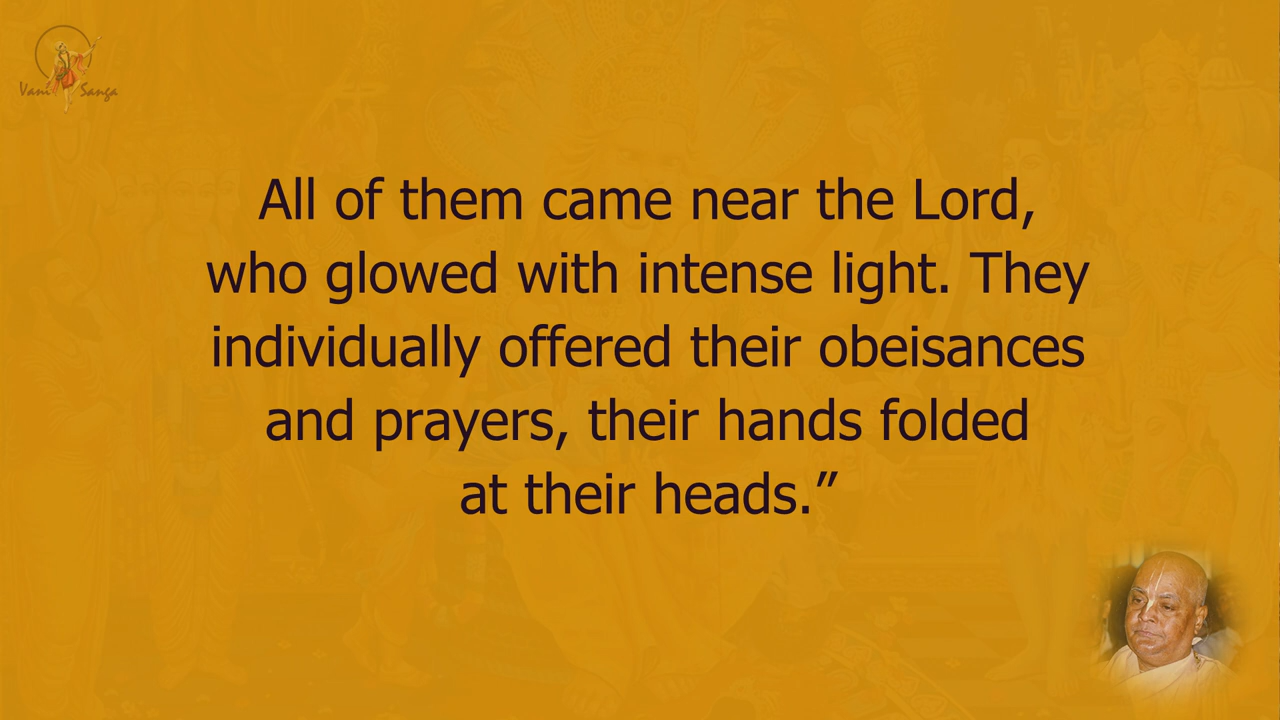 Vani Sanga
All of them came near the Lord,
who glowed with intense light. They
individually offered their obeisances
and prayers, their hands folded
at their heads.”